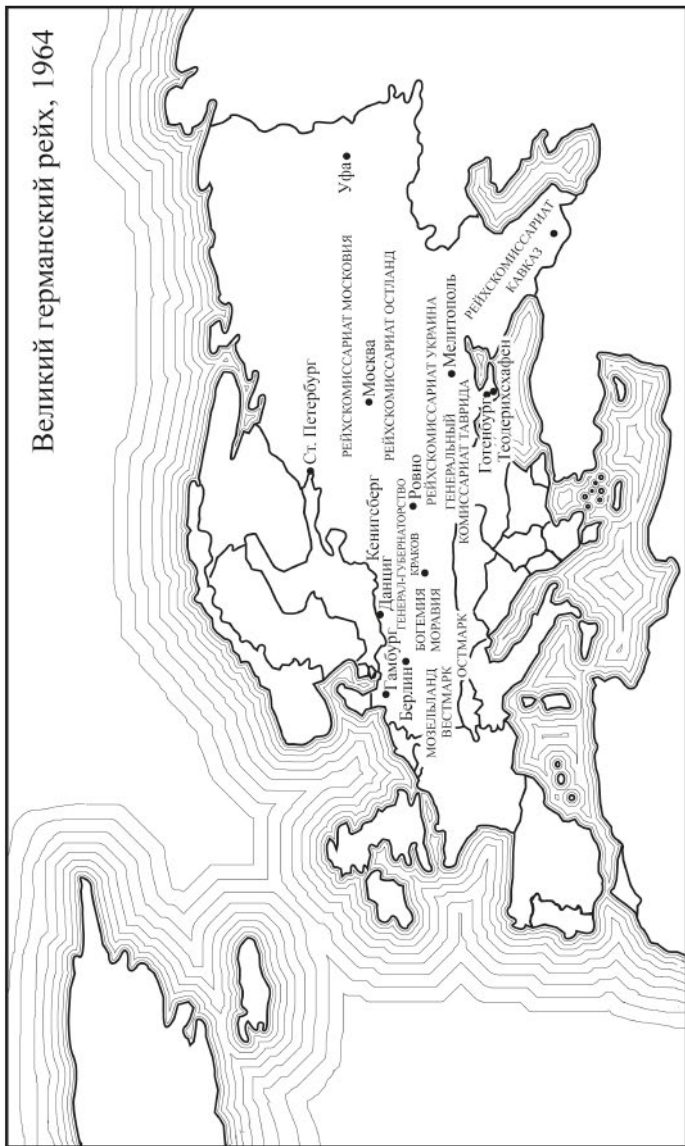 Великий германский рейх, 1964
Ст. Петербург
Уфа
РЕЙХСКОМИССАРИАТ МОСКОВИЯ
Москва
РЕЙХСКОМИССАРИАТ ОСТЛАНД
Кенигсберг
Данциг
Гамбург
ГЕНЕРАЛ-ГУБЕРНАТОРСТВО
Берлин
КРАКОВ
Ровно
РЕЙХСКОМИССАРИАТ УКРАИНА
БОГЕМИЯ
МОРАВИЯ
МОЗЕЛЬЛАНД
ВЕСТМАРК
ОСТМАРК
Мелитополь
ГЕНЕРАЛЬНЫЙ
КОМИССАРИАТ ТАВРИДА
Готенбург
Теодерихсхафен
РЕЙХСКОМИССАРИАТ
КАВКАЗ